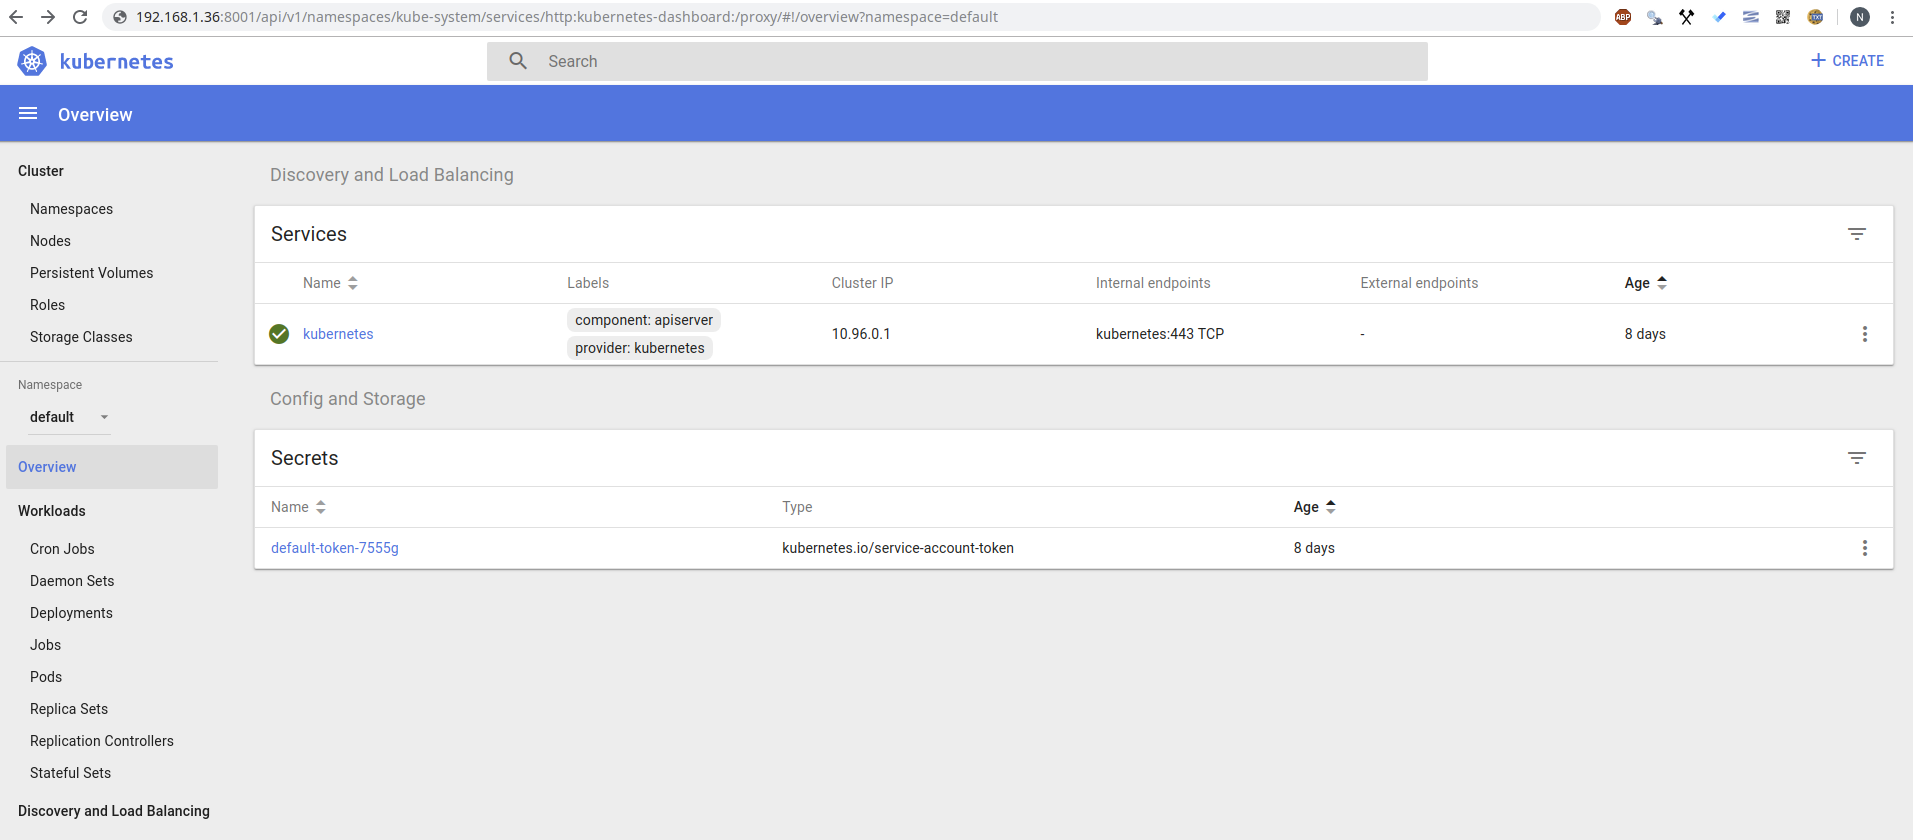 192.168.1.36:8001/api/v1/namespaces/kube-system/services/http:kubernetes-dashboard:/proxy/#!/overview?namespace=default
ABP
TXT
N
kubernetes
Search
+ CREATE
Overview
Cluster
Namespaces
Nodes
Persistent Volumes
Roles
Storage Classes
Namespace
default
Overview
Workloads
Cron Jobs
Daemon Sets
Deployments
Jobs
Pods
Replica Sets
Replication Controllers
Stateful Sets
Discovery and Load Balancing
Discovery and Load Balancing
Services
Name Labels Cluster IP Internal endpoints External endpoints Age
kubernetes component: apiserver provider: kubernetes 10.96.0.1 kubernetes:443 TCP - 8 days
Config and Storage
Secrets
Name Type Age
default-token-7555g kubernetes.io/service-account-token 8 days